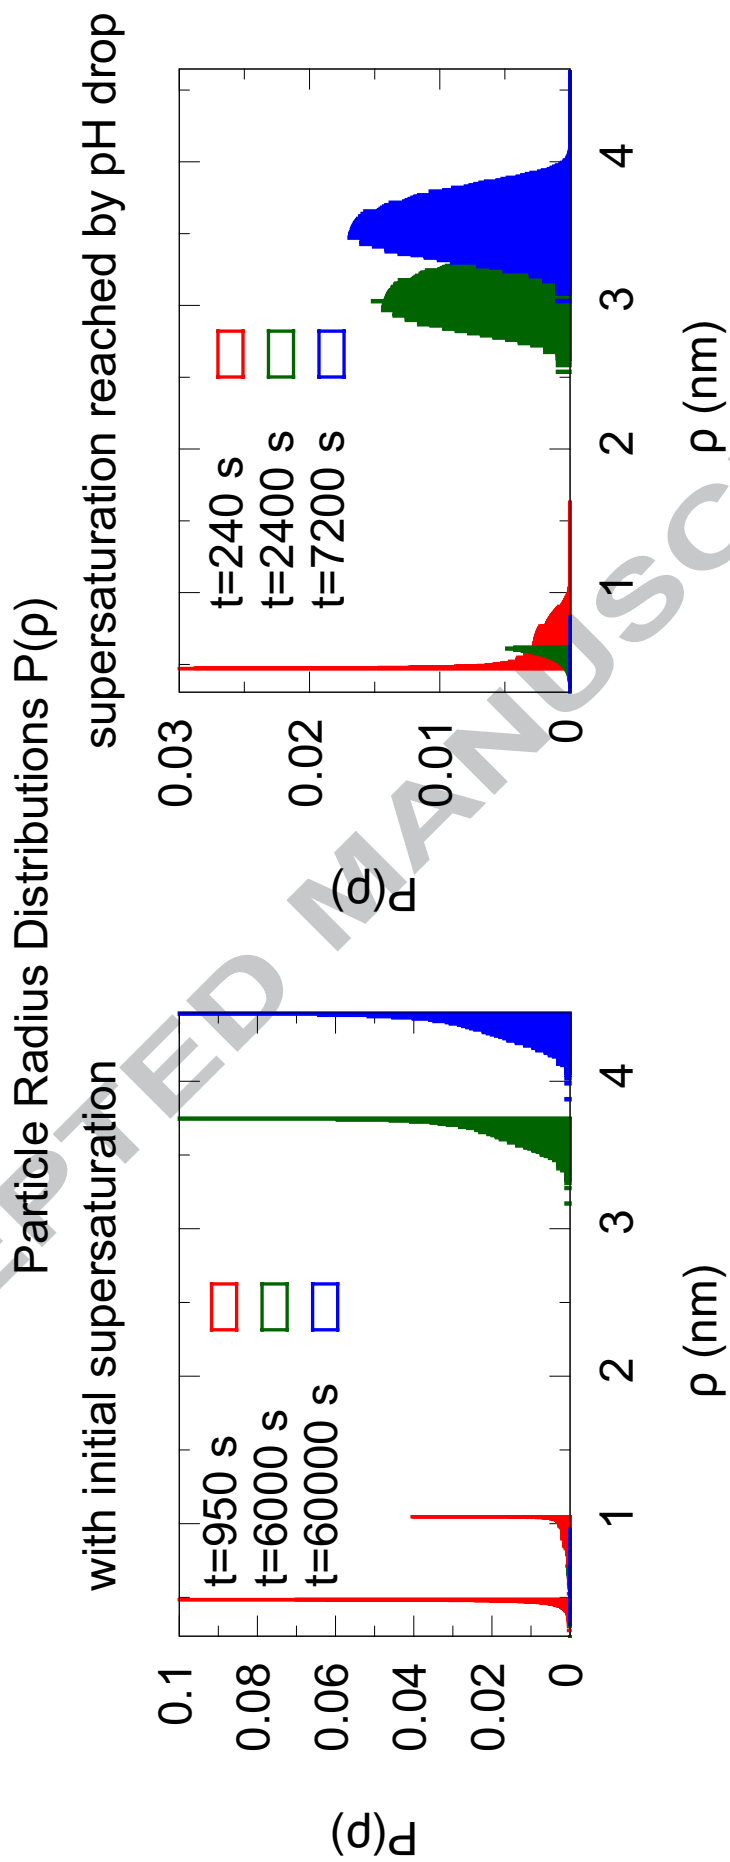 Particle Radius Distributions P(ρ)
with initial supersaturation
P(ρ)
0.1
0.08
0.06
0.04
0.02
0
t=950 s
t=6000 s
t=60000 s
1
2
3
4
ρ (nm)
supersaturation reached by pH drop
P(ρ)
0.03
0.02
0.01
0
t=240 s
t=2400 s
t=7200 s
1
2
3
4
ρ (nm)
EPTED MANUSC